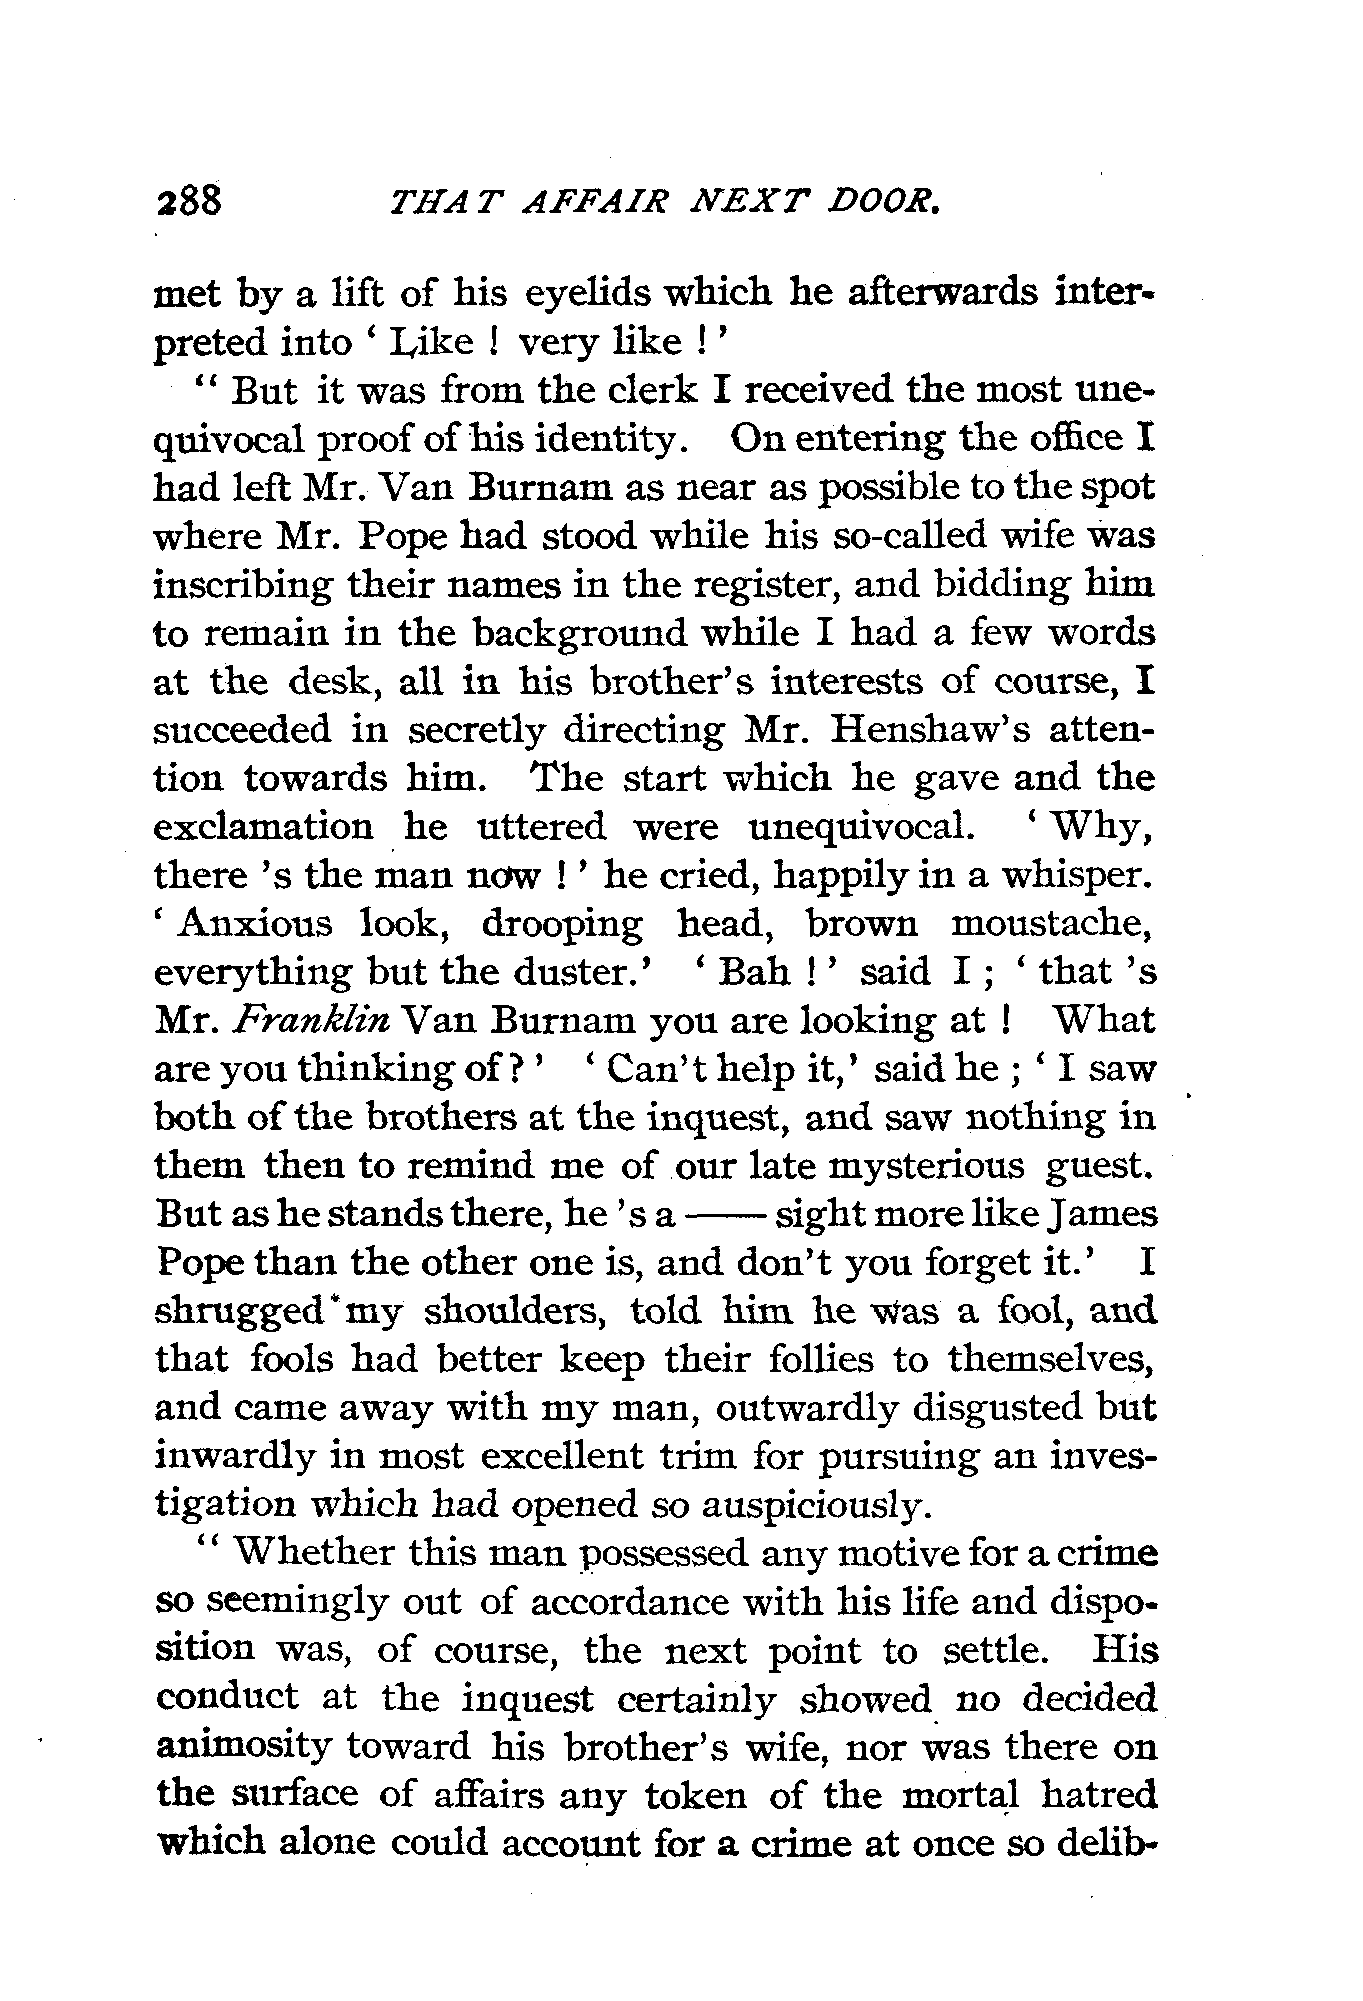 288 THAT AFFAIR NEXT DOOR.
met by a lift of his eyelids which he afterwards inter-
preted into ‘ Like ! very like ! ’
“ But it was from the clerk I received the most une-
quivocal proof of his identity. On entering the office I
had left Mr. Van Burnam as near as possible to the spot
where Mr. Pope had stood while his so-called wife was
inscribing their names in the register, and bidding him
to remain in the background while I had a few words
at the desk, all in his brother’s interests of course, I
succeeded in secretly directing Mr. Henshaw’s atten-
tion towards him. The start which he gave and the
exclamation he uttered were unequivocal. ‘ Why,
there ’s the man now ! ’ he cried, happily in a whisper.
‘ Anxious look, drooping head, brown moustache,
everything but the duster.’ ‘ Bah ! ’ said I ; ‘ that ’s
Mr. Franklin Van Burnam you are looking at ! What
are you thinking of ? ’ ‘ Can’t help it,’ said he ; ‘ I saw
both of the brothers at the inquest, and saw nothing in
them then to remind me of our late mysterious guest.
But as he stands there, he ’s a —— sight more like James
Pope than the other one is, and don’t you forget it.’ I
shrugged my shoulders, told him he was a fool, and
that fools had better keep their follies to themselves,
and came away with my man, outwardly disgusted but
inwardly in most excellent trim for pursuing an inves-
tigation which had opened so auspiciously.
“ Whether this man possessed any motive for a crime
so seemingly out of accordance with his life and dispo-
sition was, of course, the next point to settle. His
conduct at the inquest certainly showed no decided
animosity toward his brother’s wife, nor was there on
the surface of affairs any token of the mortal hatred
which alone could account for a crime at once so delib-